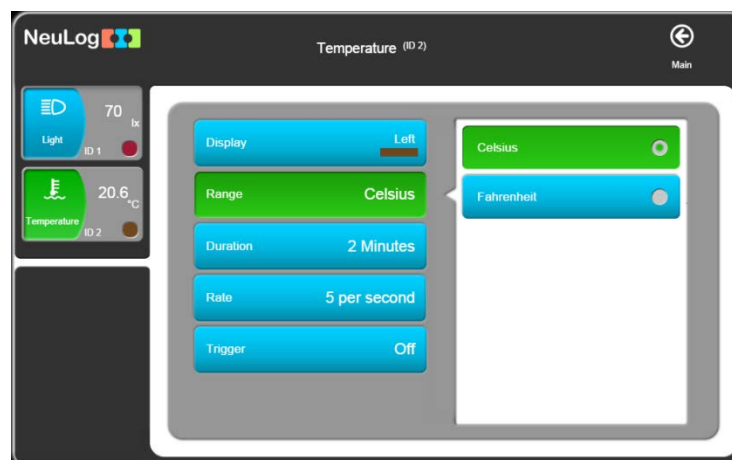 NeuLog
Temperature (ID 2)
Main
70
lx
Light
ID 1
20.6
°C
Temperature
ID 2
Display Left
Range Celsius
Duration 2 Minutes
Rate 5 per second
Trigger Off
Celsius
Fahrenheit